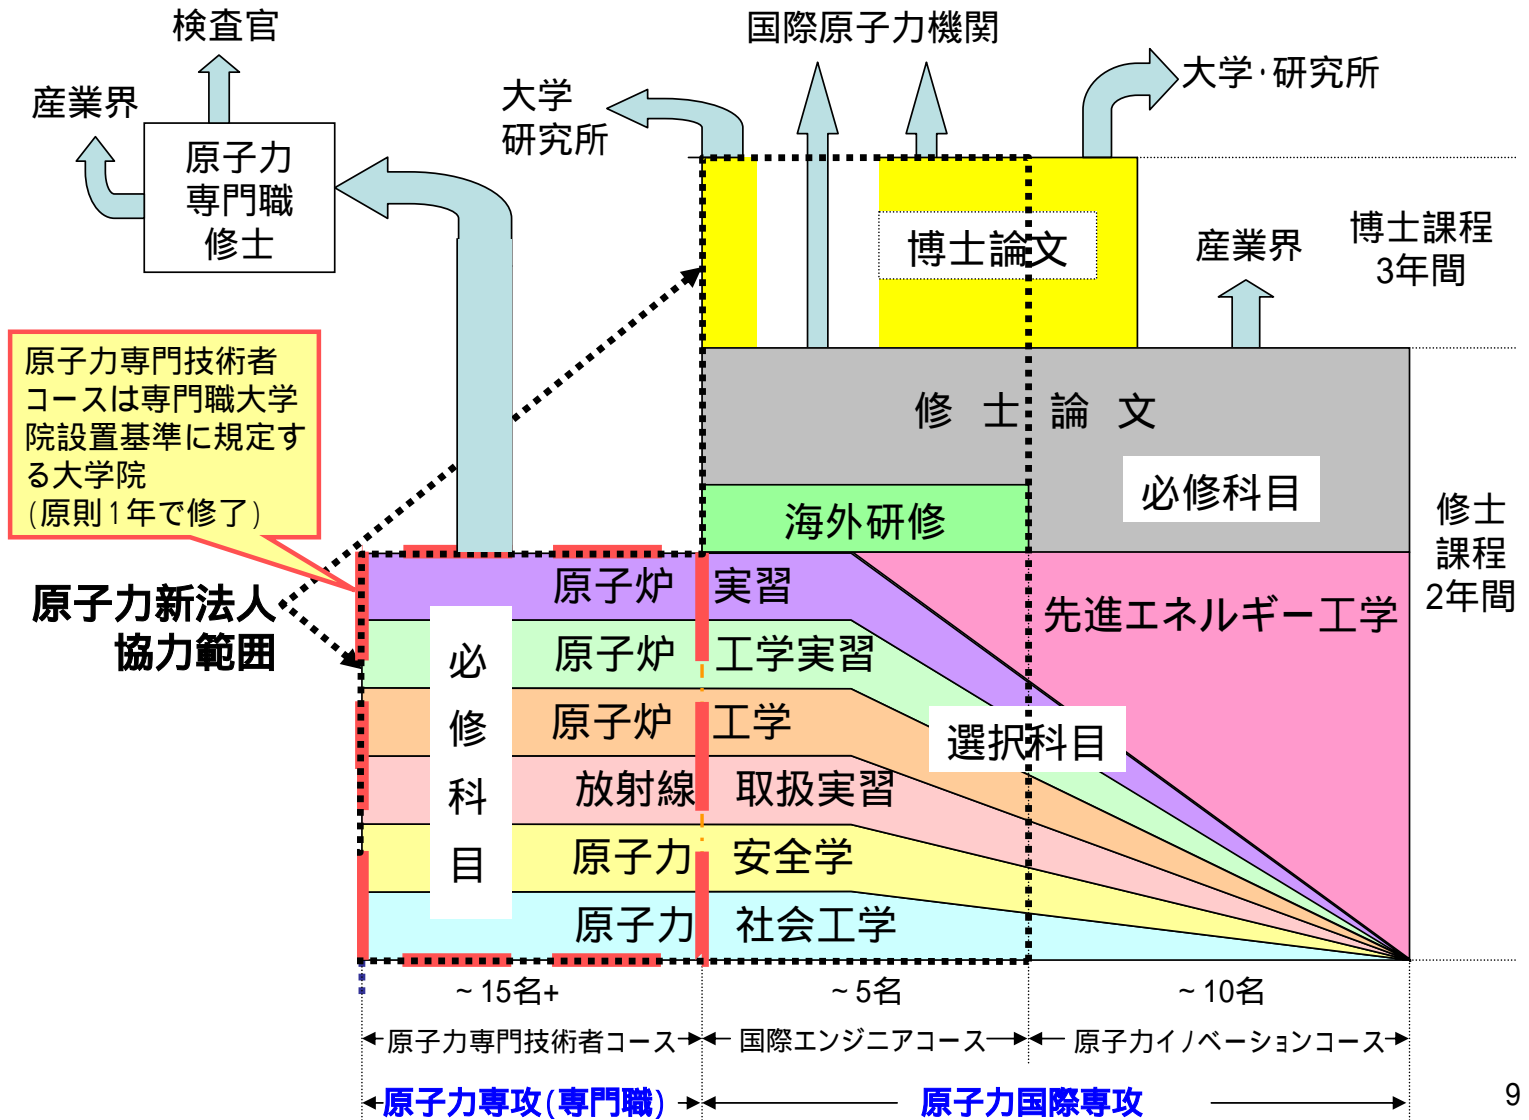 検査官
産業界
原子力
専門職
修士
大学
研究所
国際原子力機関
大学・研究所
博士論文
産業界
博士課程
3年間
原子力専門技術者
コースは専門職大学
院設置基準に規定す
る大学院
(原則1年で修了)
修士論文
必修科目
海外研修
修士
課程
2年間
原子力新法人
協力範囲
必修科目
原子炉 実習
原子炉 工学実習
原子炉 工学
放射線 取扱実習
原子力 安全学
原子力 社会工学
先進エネルギー工学
選択科目
~15名+
~5名
~10名
原子力専門技術者コース
国際エンジニアコース
原子力イノベーションコース
原子力専攻(専門職)
原子力国際専攻
9